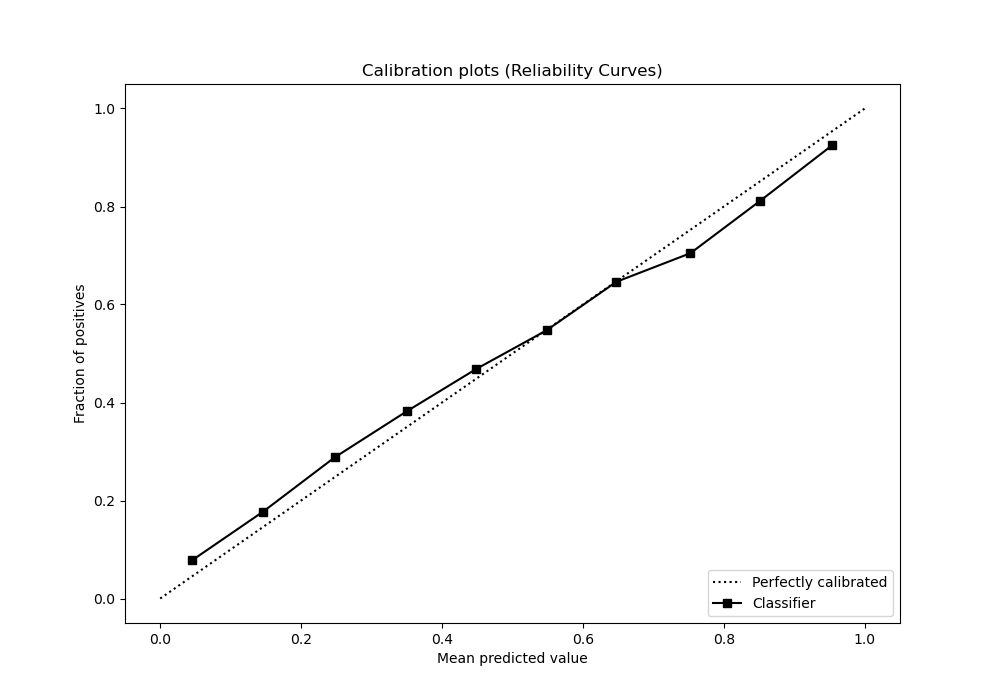 Calibration plots (Reliability Curves)
1.0
0.8
0.6
0.4
0.2
0.0
Fraction of positives
0.0 0.2 0.4 0.6 0.8 1.0
Mean predicted value
Perfectly calibrated
Classifier